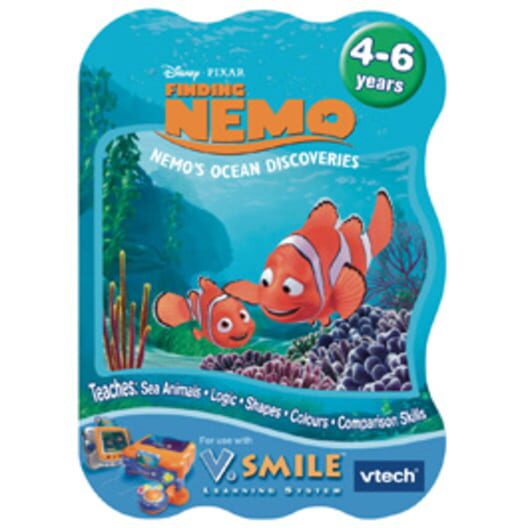 4-6
years
Disney · PIXAR
FINDING
NEMO
NEMO'S OCEAN DISCOVERIES
Teaches: Sea Animals • Logic • Shapes • Colours • Comparison Skills
For use with
V.SMILE
LEARNING SYSTEM
vtech